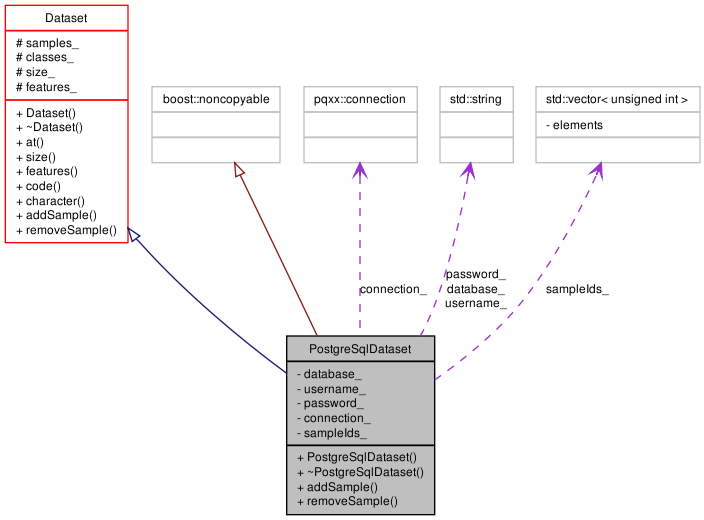 Dataset
# samples_
# classes_
# size_
# features_
+ Dataset()
+ ~Dataset()
+ at()
+ size()
+ features()
+ code()
+ character()
+ addSample()
+ removeSample()
boost::noncopyable
pqxx::connection
std::string
std::vector< unsigned int >
- elements
connection_
password_
database_
username_
sampleIds_
PostgreSqlDataset
- database_
- username_
- password_
- connection_
- sampleIds_
+ PostgreSqlDataset()
+ ~PostgreSqlDataset()
+ addSample()
+ removeSample()